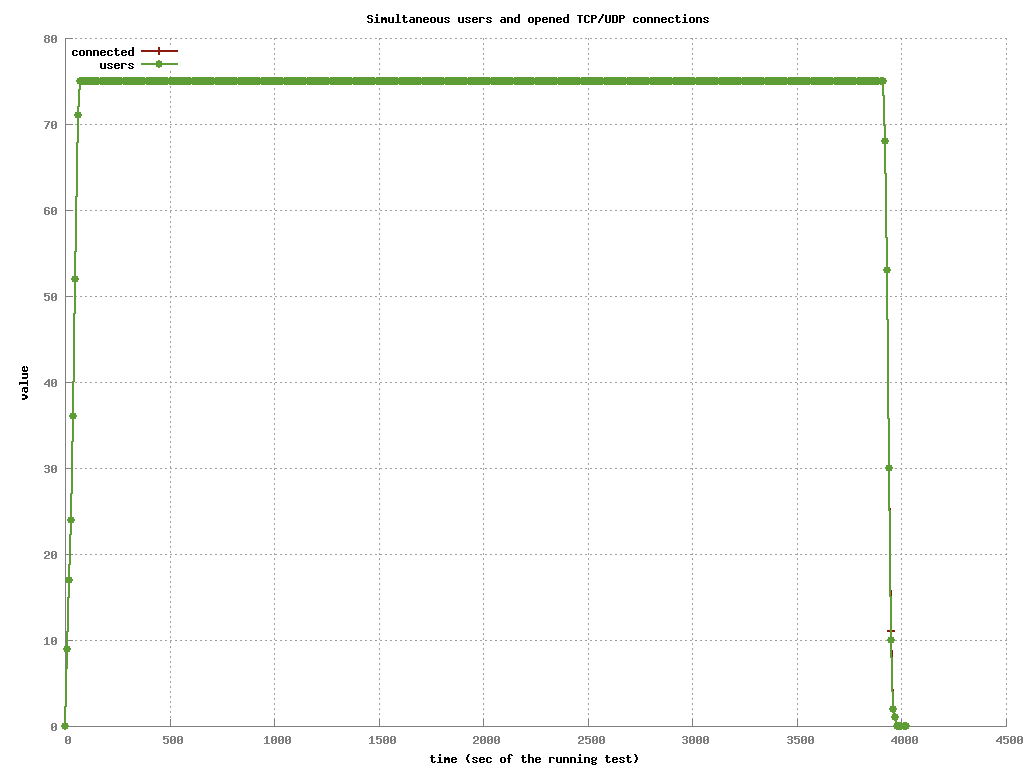 Simultaneous users and opened TCP/UDP connections
80
connected
users
70
60
50
value
40
30
20
10
0
0 500 1000 1500 2000 2500 3000 3500 4000 4500
time (sec of the running test)